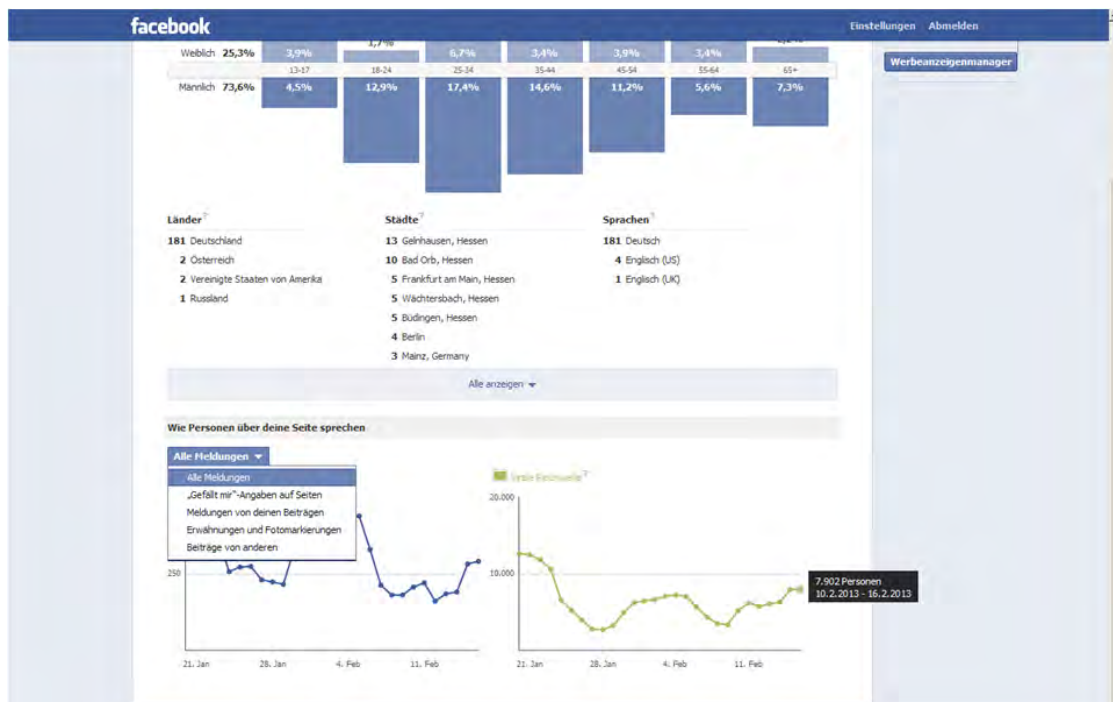 facebook
Einstellungen Abmelden
Werbeanzeigenmanager
Weiblich 25,3% 3,9% 1,7% 6,7% 3,4% 3,9% 3,4%
13-17 18-24 25-34 35-44 45-54 55-64 65+
Männlich 73,6% 4,5% 12,9% 17,4% 14,6% 11,2% 5,6% 7,3%
Länder?
181 Deutschland
2 Österreich
2 Vereinigte Staaten von Amerika
1 Russland
Städte?
13 Gelnhausen, Hessen
10 Bad Orb, Hessen
5 Frankfurt am Main, Hessen
5 Wächtersbach, Hessen
5 Büdingen, Hessen
4 Berlin
3 Mainz, Germany
Sprachen?
181 Deutsch
4 Englisch (US)
1 Englisch (UK)
Alle anzeigen
Wie Personen über deine Seite sprechen
Alle Meldungen
Alle Meldungen
„Gefällt mir"-Angaben auf Seiten
Meldungen von deinen Beiträgen
Erwähnungen und Fotomarkierungen
Beiträge von anderen
250
21. Jan 28. Jan 4. Feb 11. Feb
Virale Reichweite?
20.000
10.000
7.902 Personen
10.2.2013 - 16.2.2013
21. Jan 28. Jan 4. Feb 11. Feb